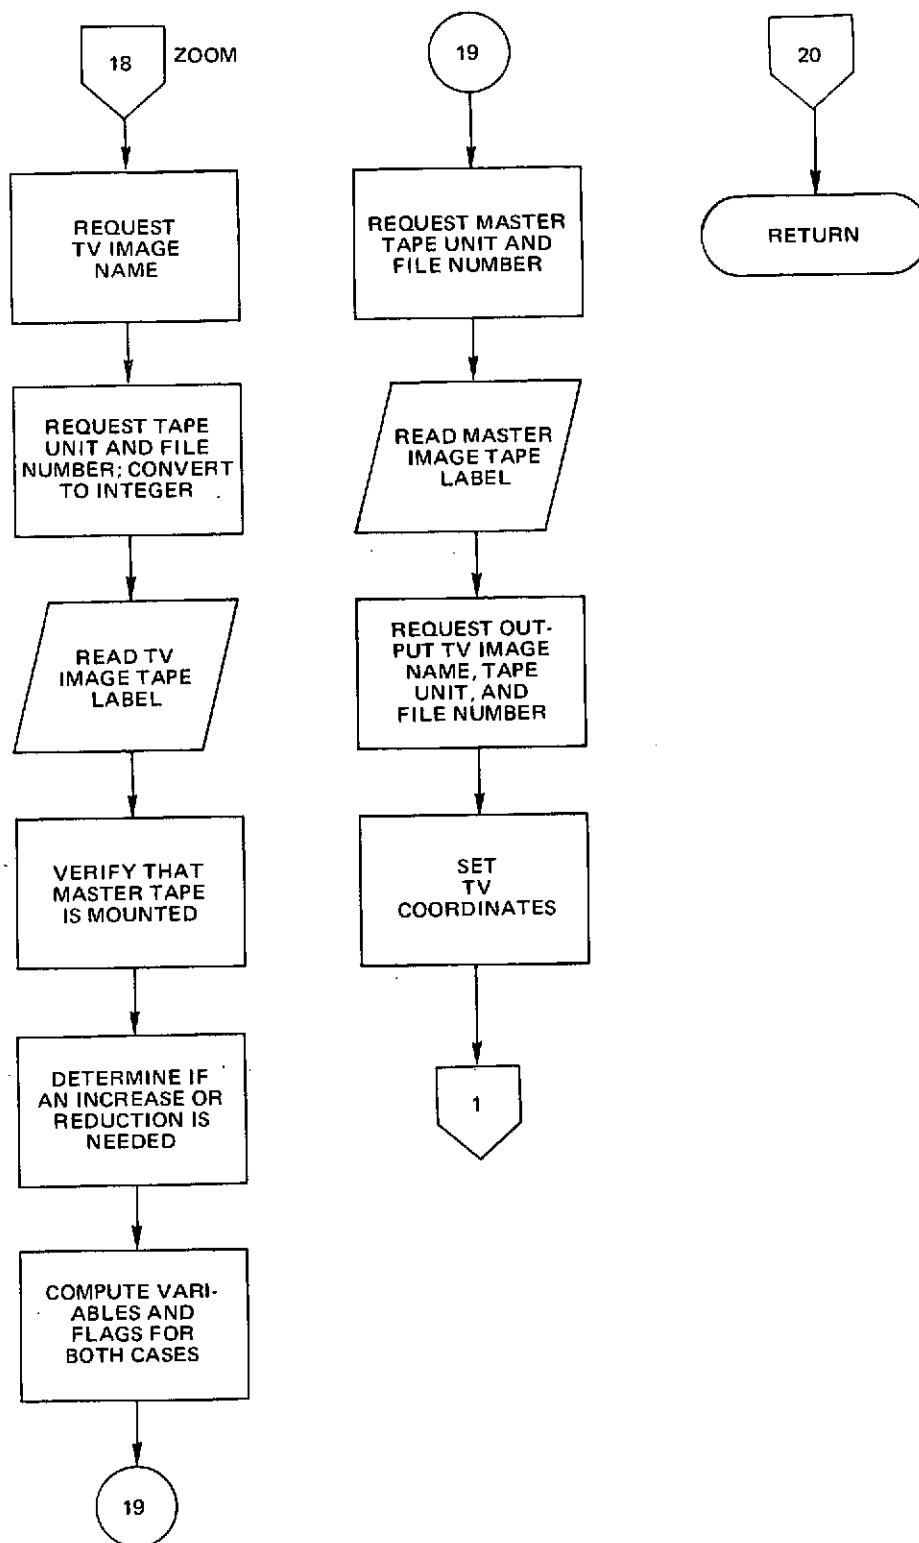 18
ZOOM
REQUEST
TV IMAGE
NAME
REQUEST TAPE
UNIT AND FILE
NUMBER; CONVERT
TO INTEGER
READ TV
IMAGE TAPE
LABEL
VERIFY THAT
MASTER TAPE
IS MOUNTED
DETERMINE IF
AN INCREASE OR
REDUCTION IS
NEEDED
COMPUTE VARI-
ABLES AND
FLAGS FOR
BOTH CASES
19
19
REQUEST MASTER
TAPE UNIT AND
FILE NUMBER
READ MASTER
IMAGE TAPE
LABEL
REQUEST OUT-
PUT TV IMAGE
NAME, TAPE
UNIT, AND
FILE NUMBER
SET
TV
COORDINATES
1
20
RETURN